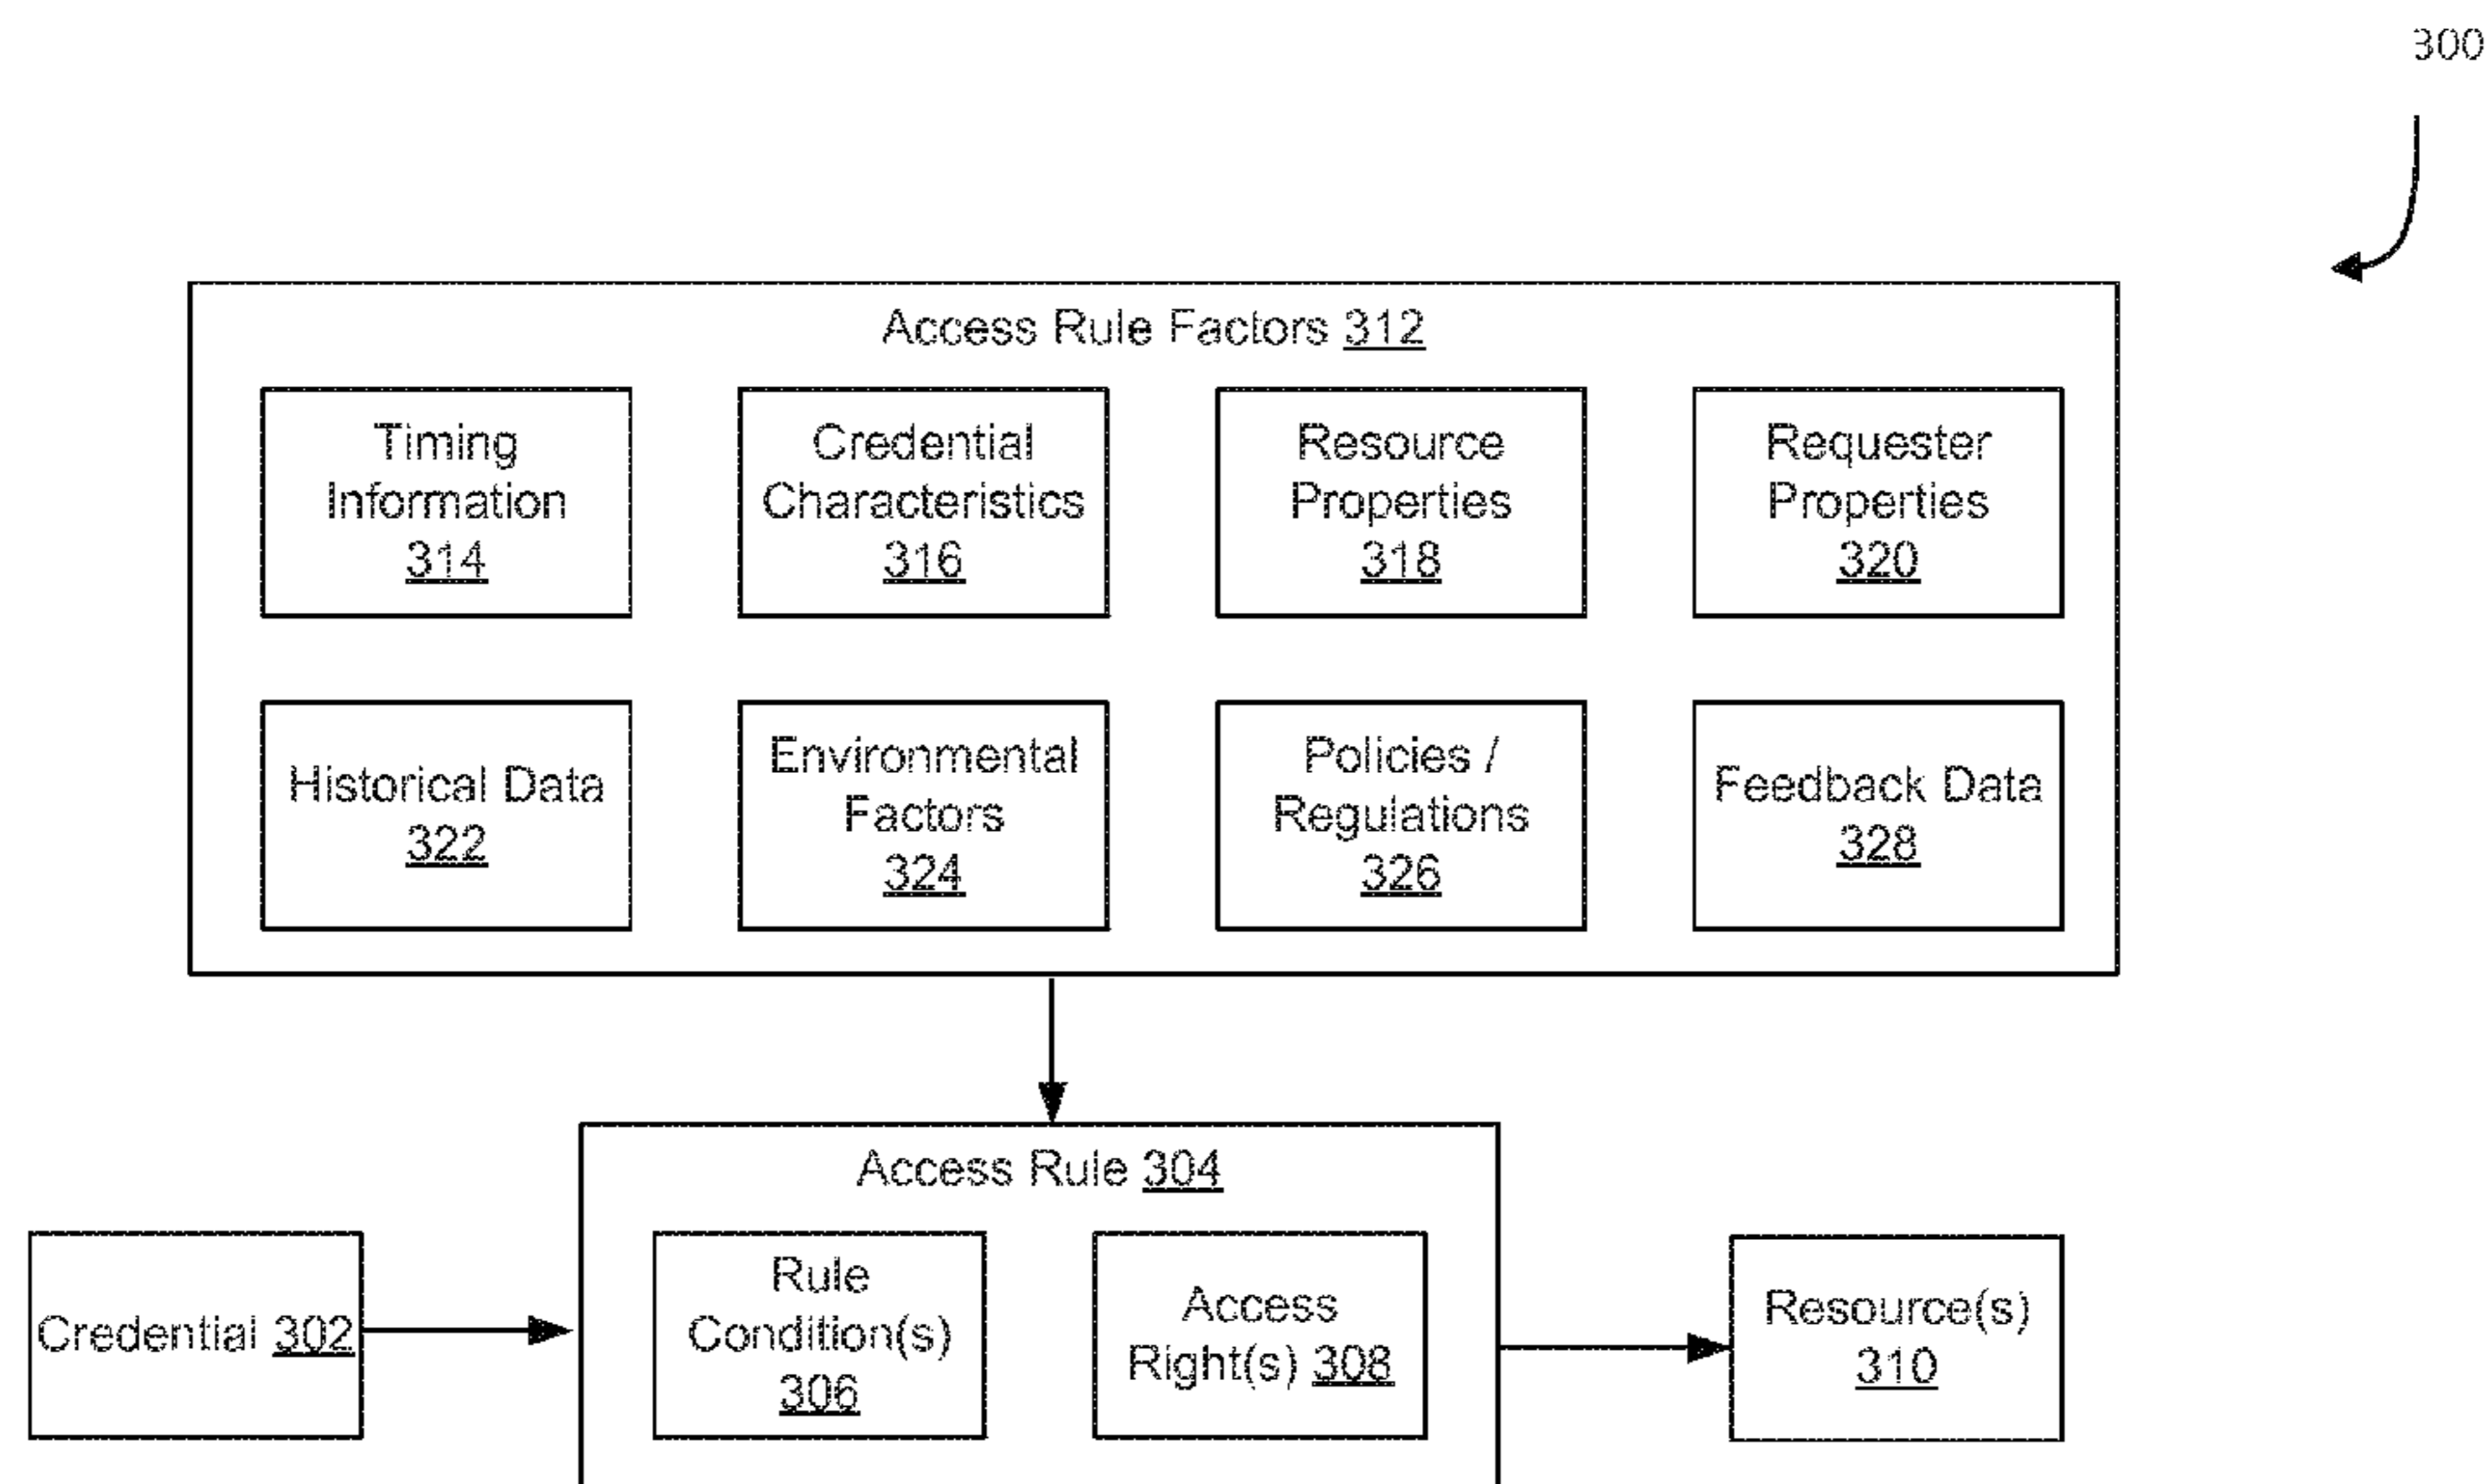 300
Access Rule Factors 312
Timing
Information
314
Credential
Characteristics
316
Resource
Properties
318
Requester
Properties
320
Historical Data
322
Environmental
Factors
324
Policies /
Regulations
326
Feedback Data
328
Access Rule 304
Credential 302
Rule
Condition(s)
306
Access
Right(s) 308
Resource(s)
310